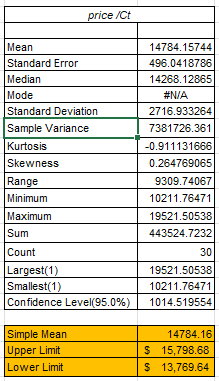 price /Ct
Mean 14784.15744
Standard Error 496.0418786
Median 14268.12865
Mode #N/A
Standard Deviation 2716.933264
Sample Variance 7381726.361
Kurtosis -0.911131666
Skewness 0.264769065
Range 9309.74067
Minimum 10211.76471
Maximum 19521.50538
Sum 443524.7232
Count 30
Largest(1) 19521.50538
Smallest(1) 10211.76471
Confidence Level(95.0%) 1014.519554
Simple Mean 14784.16
Upper Limit $ 15,798.68
Lower Limit $ 13,769.64